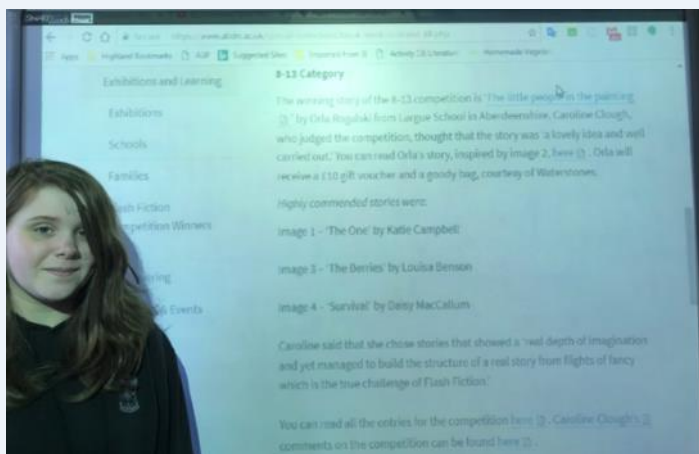 Apps Highland Bookmarks Suggested Sites Imported From IE
Exhibitions and Learning
Exhibitions
Schools
Families
Flash Fiction
Competition Winners
Events
8-13 Category
The winning story of the 8-13 competition is 'The little people in the painting
' by Orla Rogulski from Largue School in Aberdeenshire. Caroline Clough,
who judged the competition, thought that the story was 'a lovely idea and well
carried out.' You can read Orla's story, inspired by image 2, here . Orla will
receive a £10 gift voucher and a goody bag, courtesy of Waterstones.
Highly commended stories were:
Image 1 - 'The One' by Katie Campbell
Image 3 - 'The Berries' by Louisa Benson
Image 4 - 'Survival' by Daisy MacCallum
Caroline said that she chose stories that showed a 'real depth of imagination
and yet managed to build the structure of a real story from flights of fancy
which is the true challenge of Flash Fiction.'
You can read all the entries for the competition here . Caroline Clough's
comments on the competition can be found here .